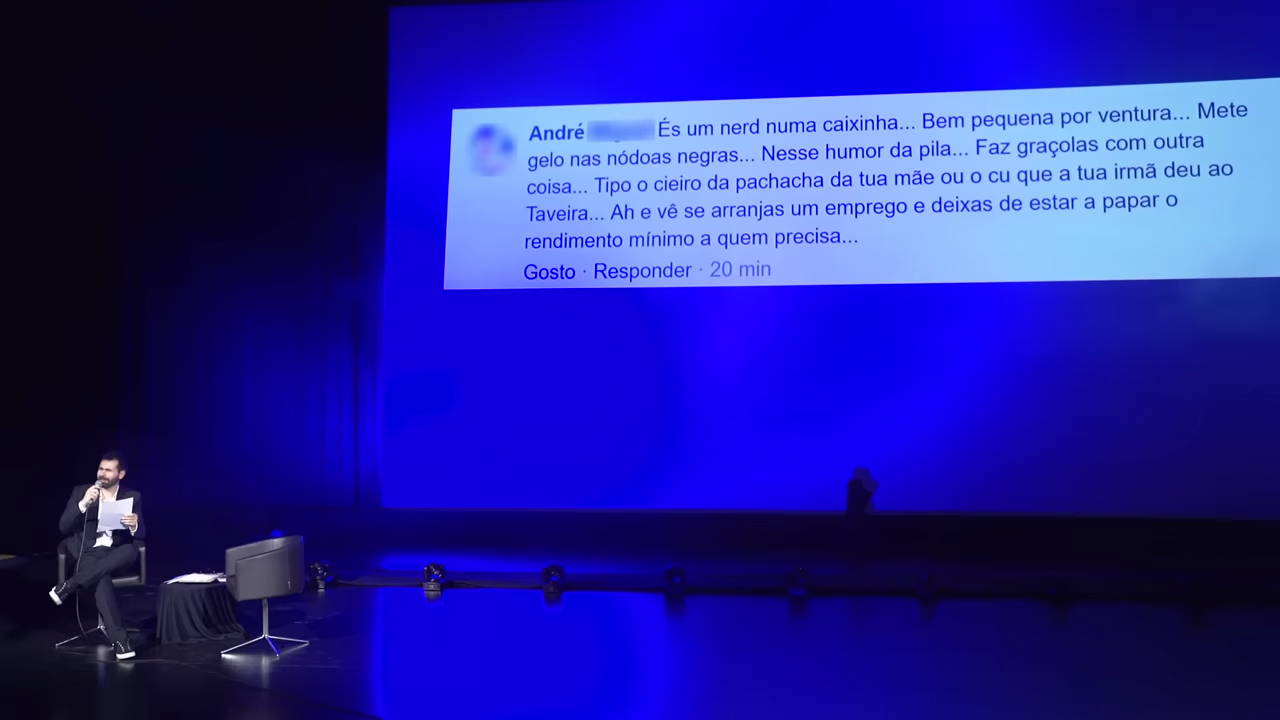 André És um nerd numa caixinha... Bem pequena por ventura... Mete
gelo nas nódoas negras... Nesse humor da pila... Faz graçolas com outra
coisa... Tipo o cieiro da pachacha da tua mãe ou o cu que a tua irmã deu ao
Taveira... Ah e vê se arranjas um emprego e deixas de estar a papar o
rendimento mínimo a quem precisa...
Gosto · Responder · 20 min